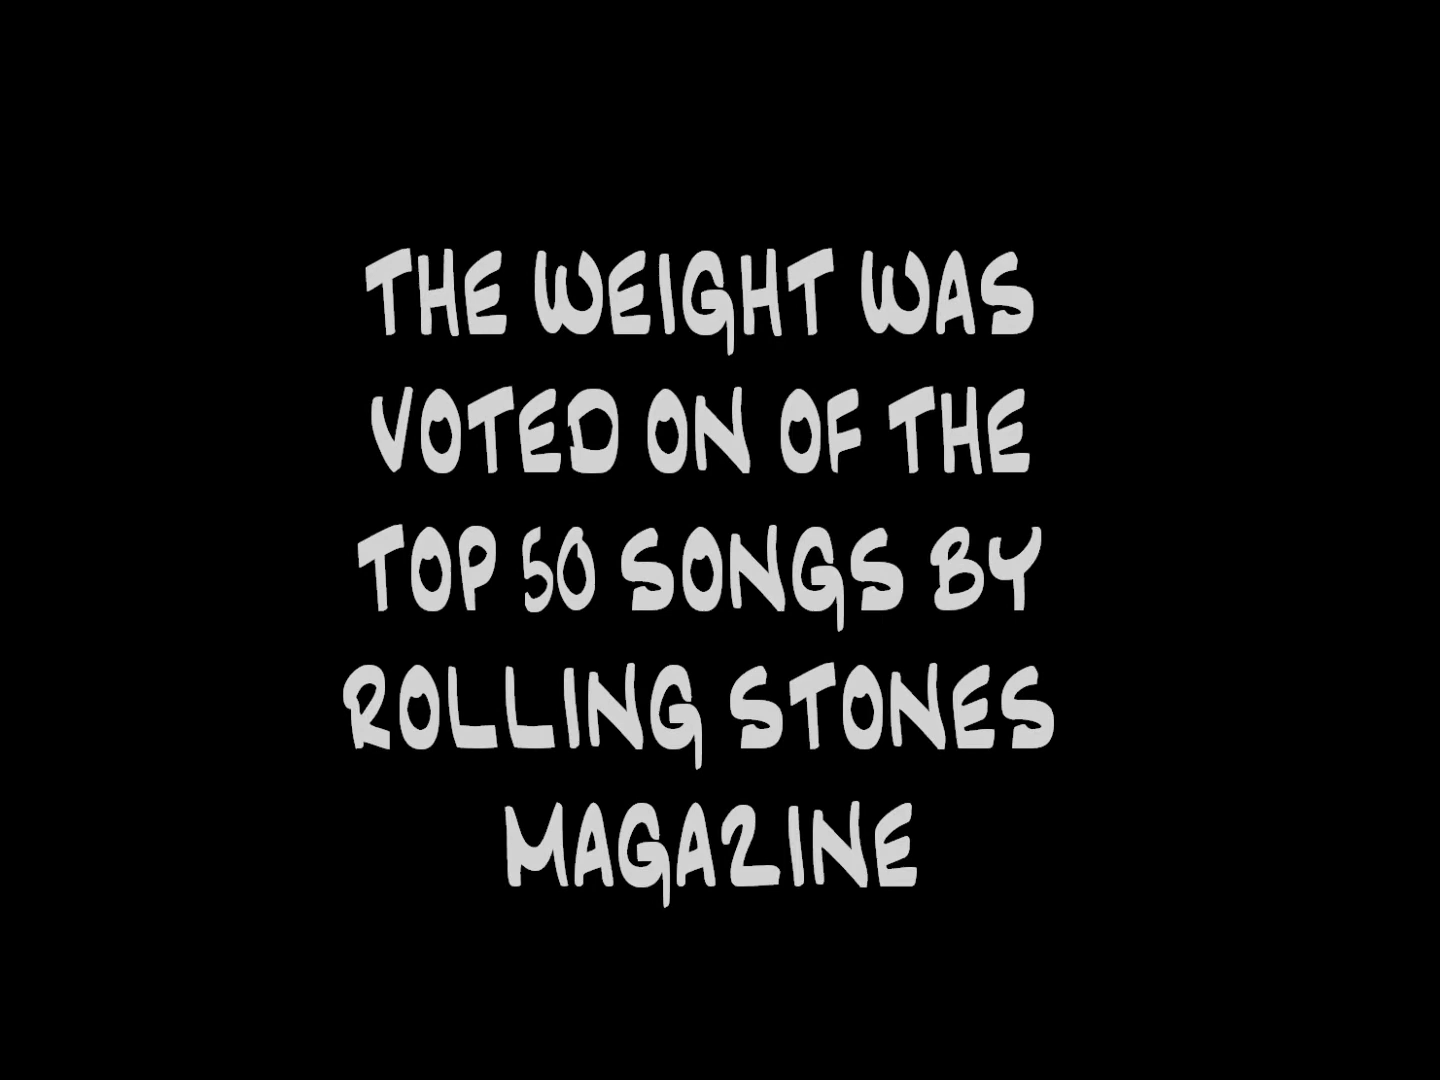 THE WEIGHT WAS
VOTED ON OF THE
TOP 50 SONGS BY
ROLLING STONES
MAGAZINE